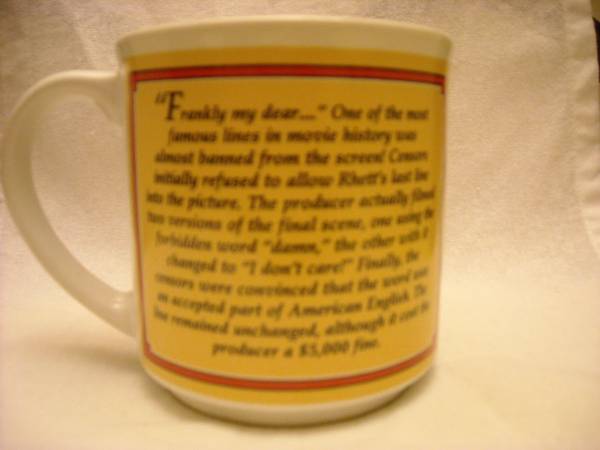 "Frankly my dear...." One of the most
famous lines in movie history was
almost banned from the screen! Censors
initially refused to allow Rhett's last line
into the picture. The producer actually filmed
two versions of the final scene, one using the
forbidden word "damn," the other with it
changed to "I don't care!" Finally, the
censors were convinced that the word was
an accepted part of American English. The
line remained unchanged, although it cost the
producer a $5,000 fine.